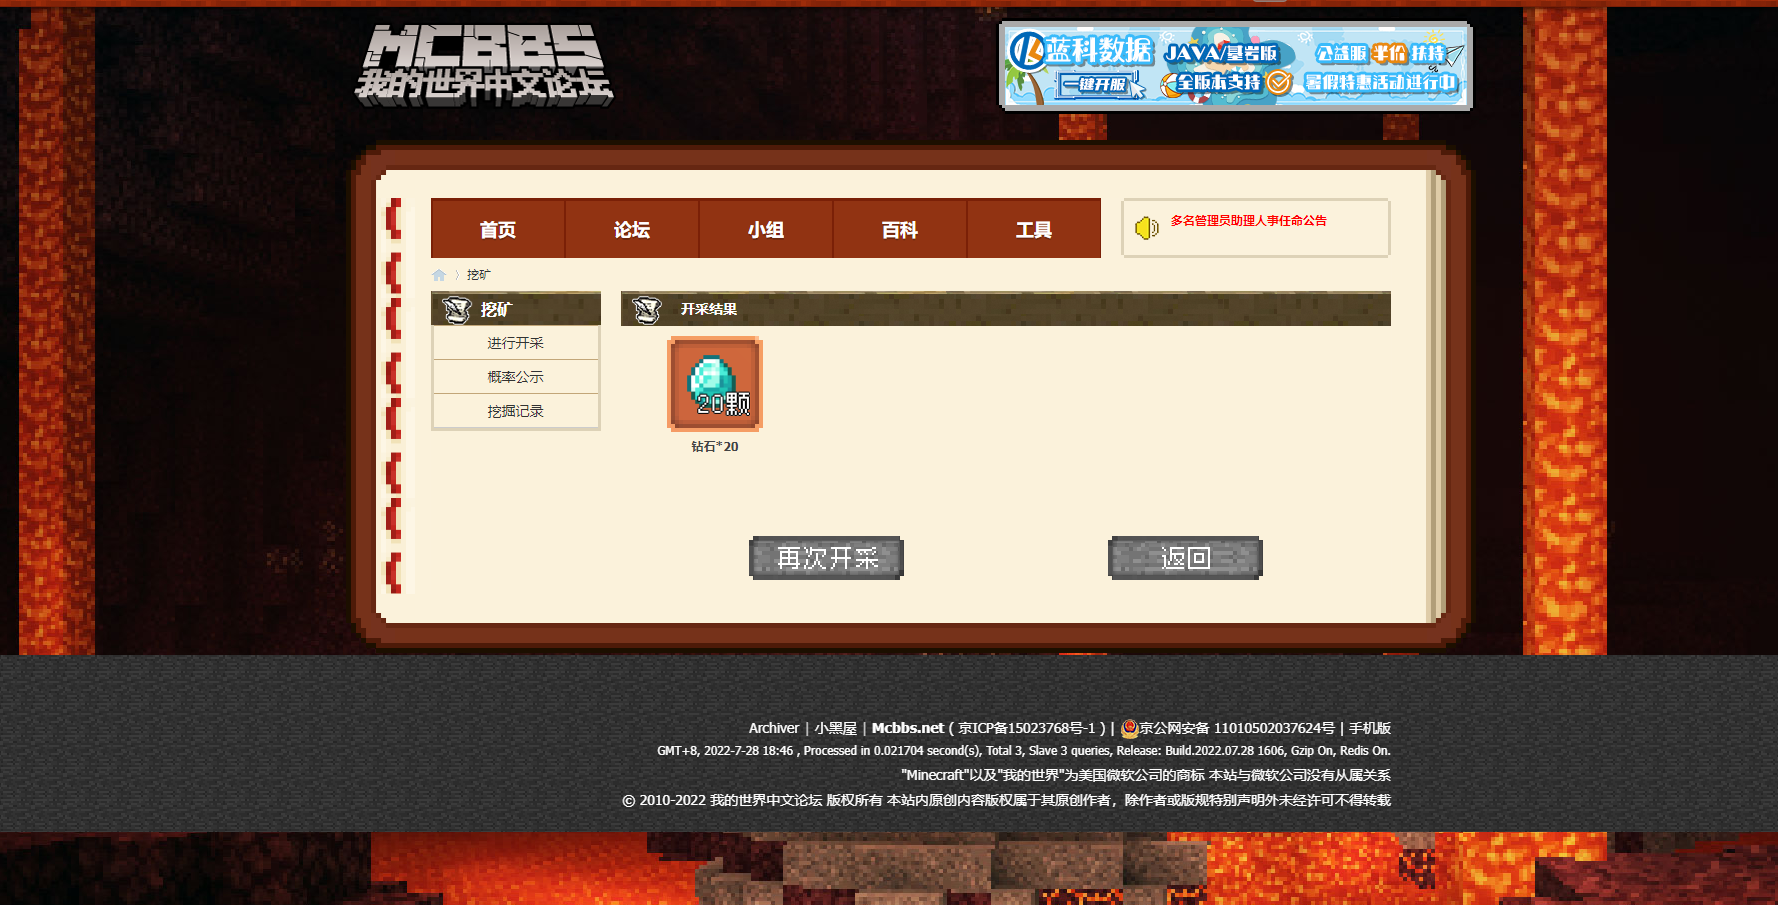 MCBBS
我的世界中文论坛
蓝科数据
一键开服
JAVA/基岩版
全版本支持
公益服 半价 扶持
暑假特惠活动进行中
首页 论坛 小组 百科 工具
多名管理员助理人事任命公告
挖矿
挖矿
进行开采
概率公示
挖掘记录
开采结果
20颗
钻石*20
再次开采 返回
Archiver | 小黑屋 | Mcbbs.net ( 京ICP备15023768号-1 ) | 京公网安备 11010502037624号 | 手机版
GMT+8, 2022-7-28 18:46 , Processed in 0.021704 second(s), Total 3, Slave 3 queries, Release: Build.2022.07.28 1606, Gzip On, Redis On.
"Minecraft"以及"我的世界"为美国微软公司的商标 本站与微软公司没有从属关系
© 2010-2022 我的世界中文论坛 版权所有 本站内原创内容版权属于其原创作者，除作者或版规特别声明外未经许可不得转载